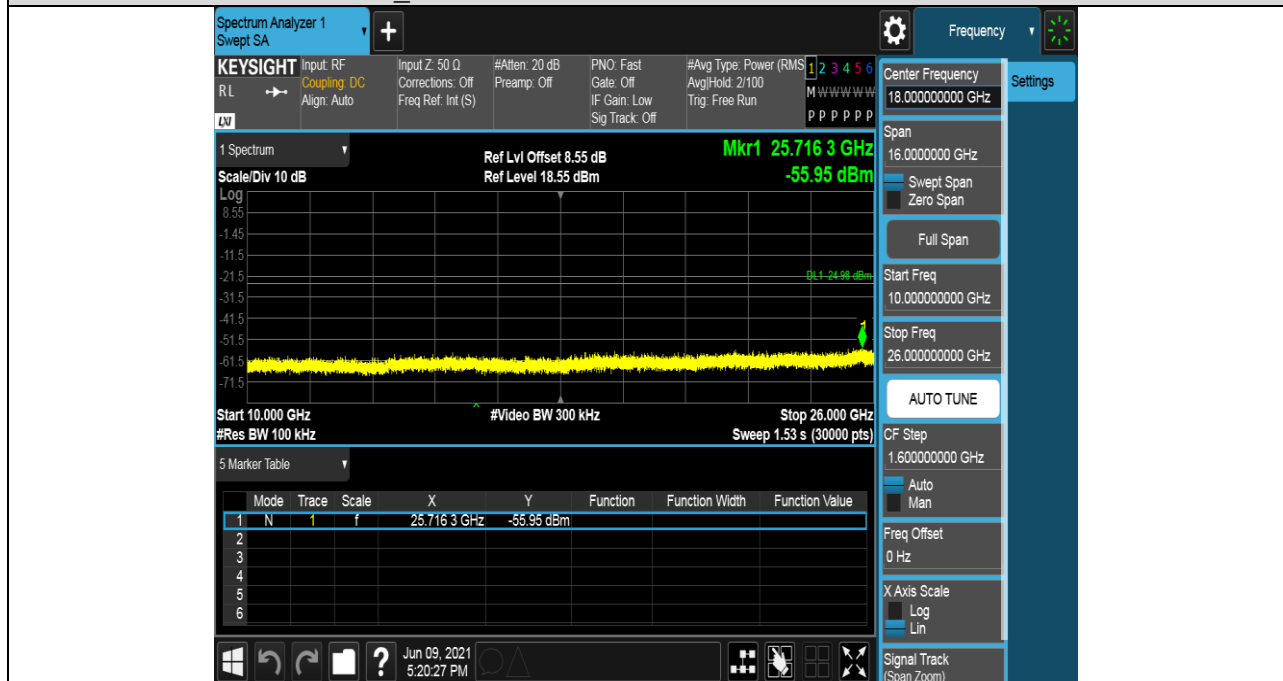 Spectrum Analyzer 1
Swept SA
Frequency
KEYSIGHT
RL
LXI
Input: RF
Coupling: DC
Align: Auto
Input Z: 50 Ω
Corrections: Off
Freq Ref: Int (S)
#Atten: 20 dB
Preamp: Off
PNO: Fast
Gate: Off
IF Gain: Low
Sig Track: Off
#Avg Type: Power (RMS
Avg|Hold: 2/100
Trig: Free Run
1 2 3 4 5 6
M W W W W W
P P P P P P
Center Frequency
18.000000000 GHz
Settings
Span
16.0000000 GHz
Swept Span
Zero Span
Full Span
Start Freq
10.000000000 GHz
Stop Freq
26.000000000 GHz
AUTO TUNE
CF Step
1.600000000 GHz
Auto
Man
Freq Offset
0 Hz
X Axis Scale
Log
Lin
Signal Track
(Span Zoom)
1 Spectrum
Ref Lvl Offset 8.55 dB
Mkr1 25.716 3 GHz
Scale/Div 10 dB
Ref Level 18.55 dBm
-55.95 dBm
Log
8.55
-1.45
-11.5
-21.5
DL1 -24.98 dBm
-31.5
-41.5
1
-51.5
-61.5
-71.5
Start 10.000 GHz
#Video BW 300 kHz
Stop 26.000 GHz
#Res BW 100 kHz
Sweep 1.53 s (30000 pts)
5 Marker Table
Mode Trace Scale X Y Function Function Width Function Value
1 N 1 f 25.716 3 GHz -55.95 dBm
2
3
4
5
6
?
Jun 09, 2021
5:20:27 PM